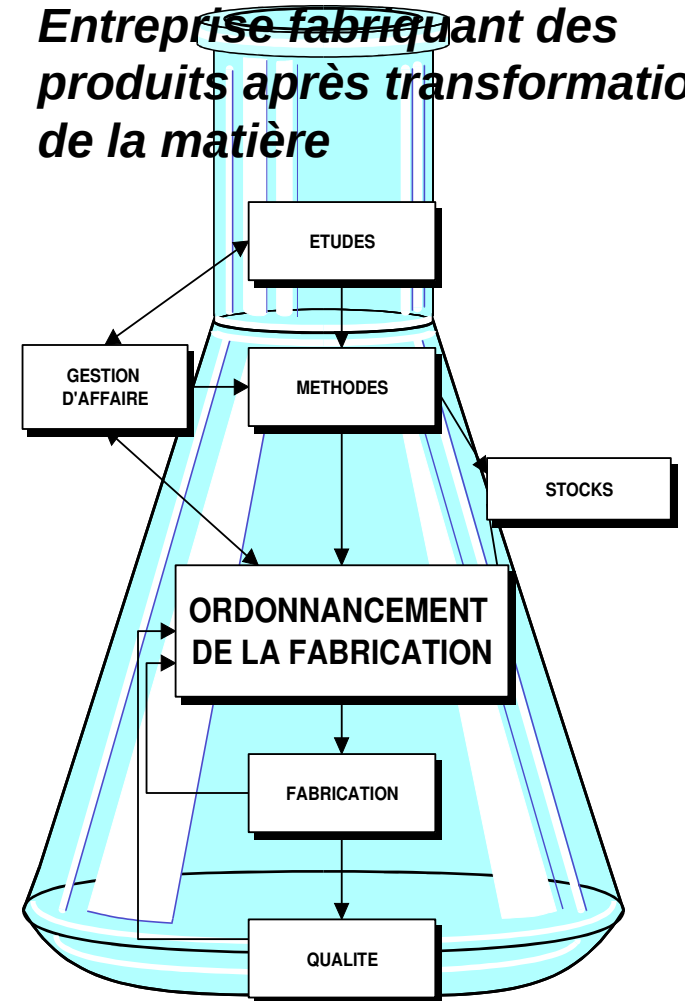 Entreprise fabriquant des
produits après transformatio
de la matière
ETUDES
GESTION
D'AFFAIRE
METHODES
STOCKS
ORDONNANCEMENT
DE LA FABRICATION
FABRICATION
QUALITE